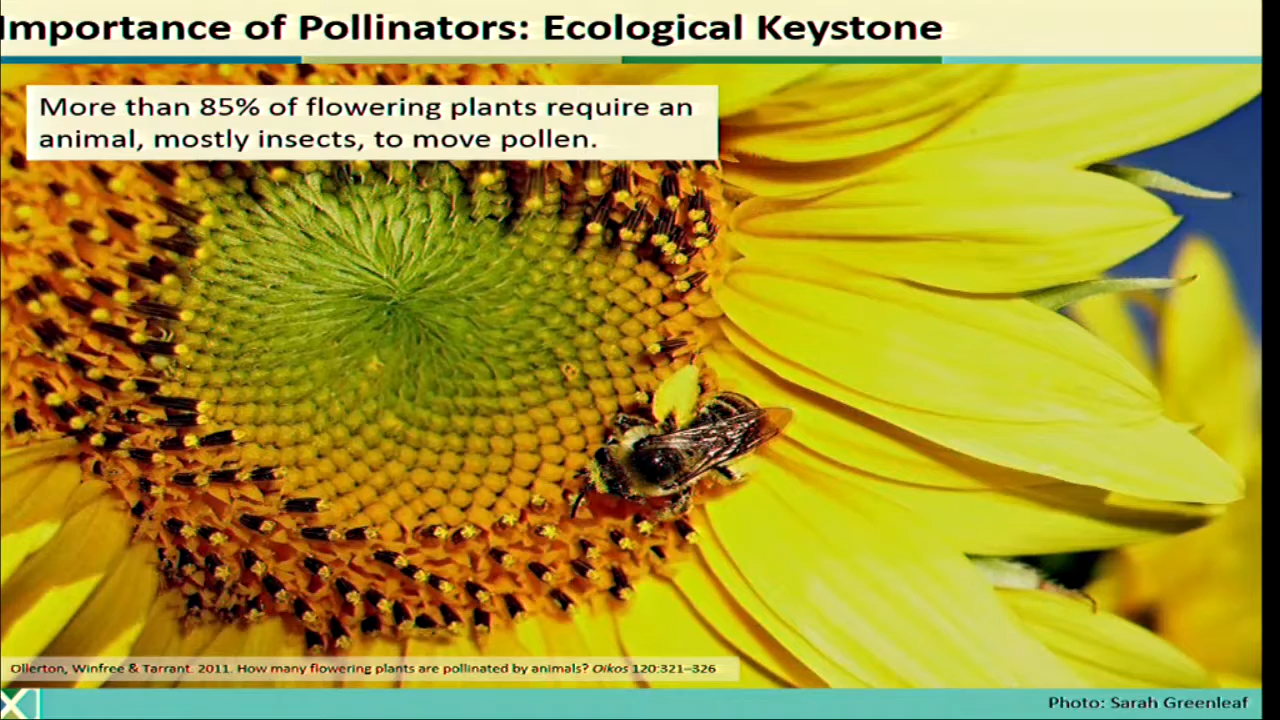 Importance of Pollinators: Ecological Keystone
More than 85% of flowering plants require an
animal, mostly insects, to move pollen.
Ollerton, Winfree & Tarrant. 2011. How many flowering plants are pollinated by animals? Oikos 120:321–326
X
Photo: Sarah Greenleaf